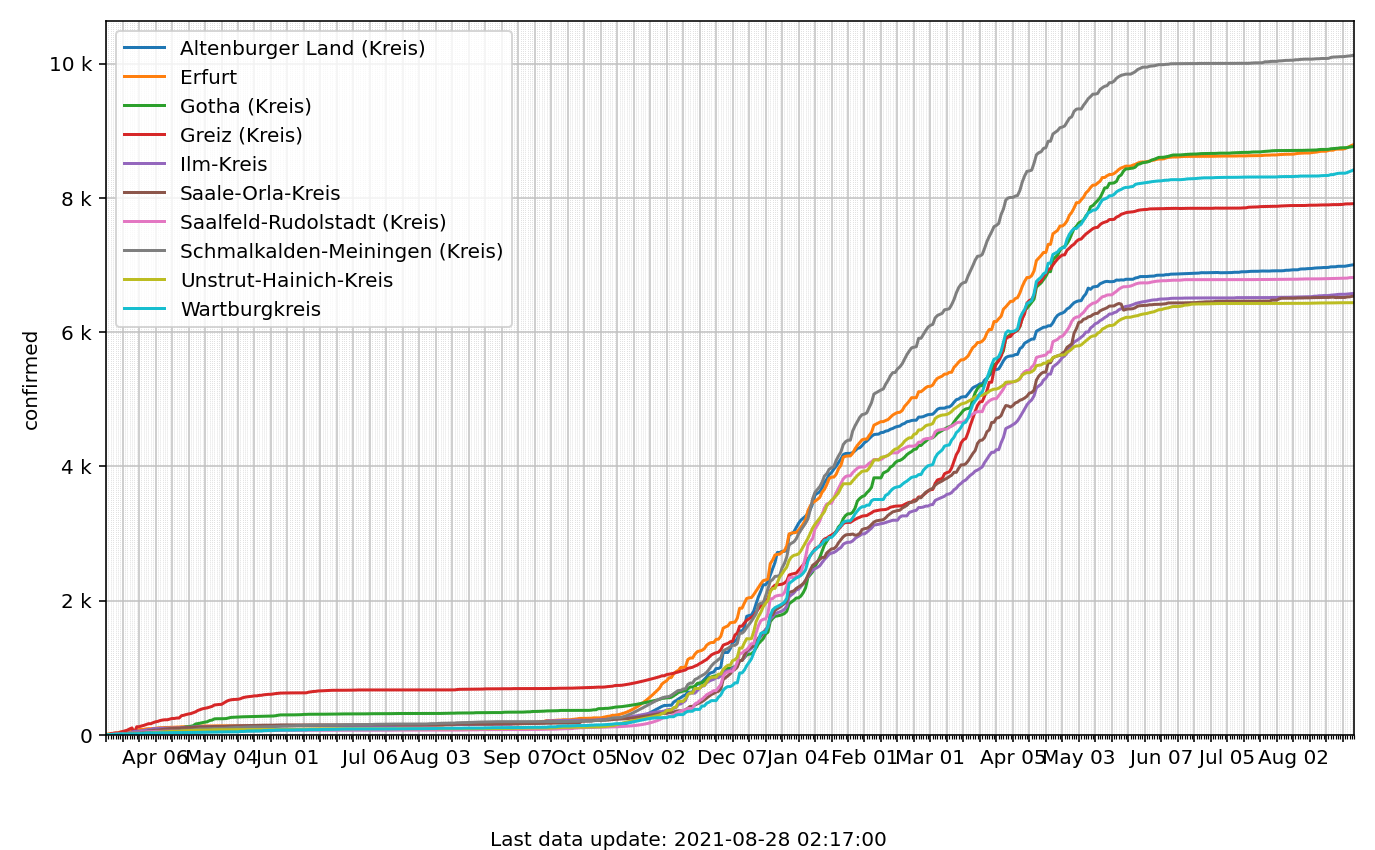 10 k
8 k
6 k
4 k
2 k
0
confirmed
Altenburger Land (Kreis)
Erfurt
Gotha (Kreis)
Greiz (Kreis)
Ilm-Kreis
Saale-Orla-Kreis
Saalfeld-Rudolstadt (Kreis)
Schmalkalden-Meiningen (Kreis)
Unstrut-Hainich-Kreis
Wartburgkreis
Apr 06 May 04 Jun 01 Jul 06 Aug 03 Sep 07 Oct 05 Nov 02 Dec 07 Jan 04 Feb 01 Mar 01 Apr 05 May 03 Jun 07 Jul 05 Aug 02
Last data update: 2021-08-28 02:17:00